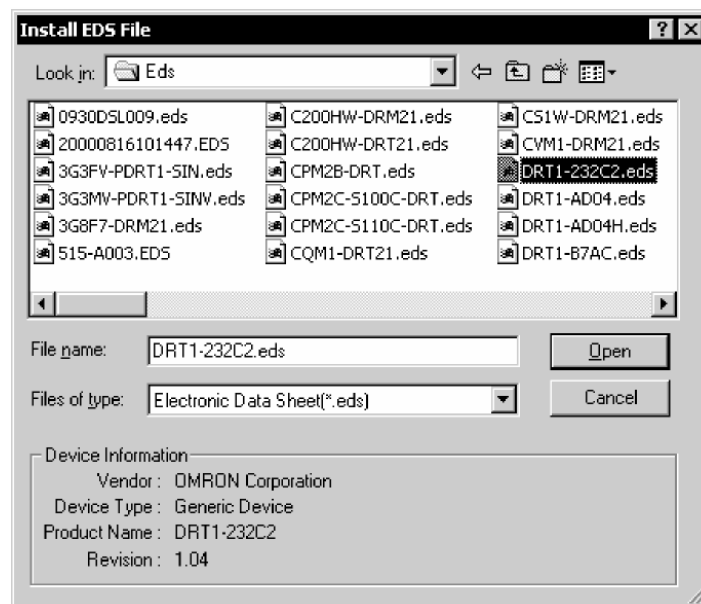 Install EDS File
Look in: Eds
0930DSL009.eds
20000816101447.EDS
3G3FV-PDRT1-SIN.eds
3G3MV-PDRT1-SINV.eds
3G8F7-DRM21.eds
515-A003.EDS
C200HW-DRM21.eds
C200HW-DRT21.eds
CPM2B-DRT.eds
CPM2C-S100C-DRT.eds
CPM2C-S110C-DRT.eds
CQM1-DRT21.eds
CS1W-DRM21.eds
CVM1-DRM21.eds
DRT1-232C2.eds
DRT1-AD04.eds
DRT1-AD04H.eds
DRT1-B7AC.eds
File name: DRT1-232C2.eds Open
Files of type: Electronic Data Sheet(*.eds) Cancel
Device Information
Vendor : OMRON Corporation
Device Type : Generic Device
Product Name : DRT1-232C2
Revision : 1.04